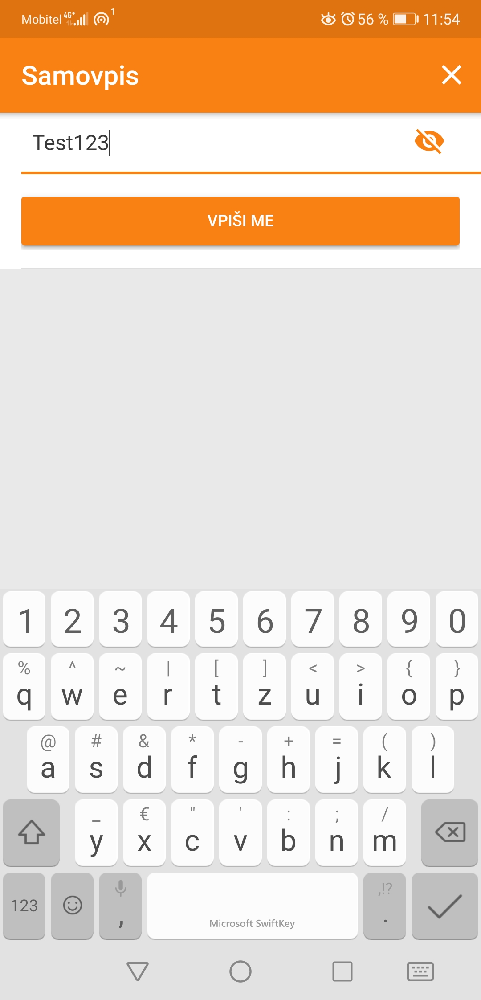 Mobitel 4G+ 1 56 % 11:54
Samovpis
Test123
VPIŠI ME
1 2 3 4 5 6 7 8 9 0
% ^ ~ | [ ] < > { }
q w e r t z u i o p
@ # & * - + = ( )
a s d f g h j k l
_ € " ' : ; /
y x c v b n m
,!?
123 , .
Microsoft SwiftKey